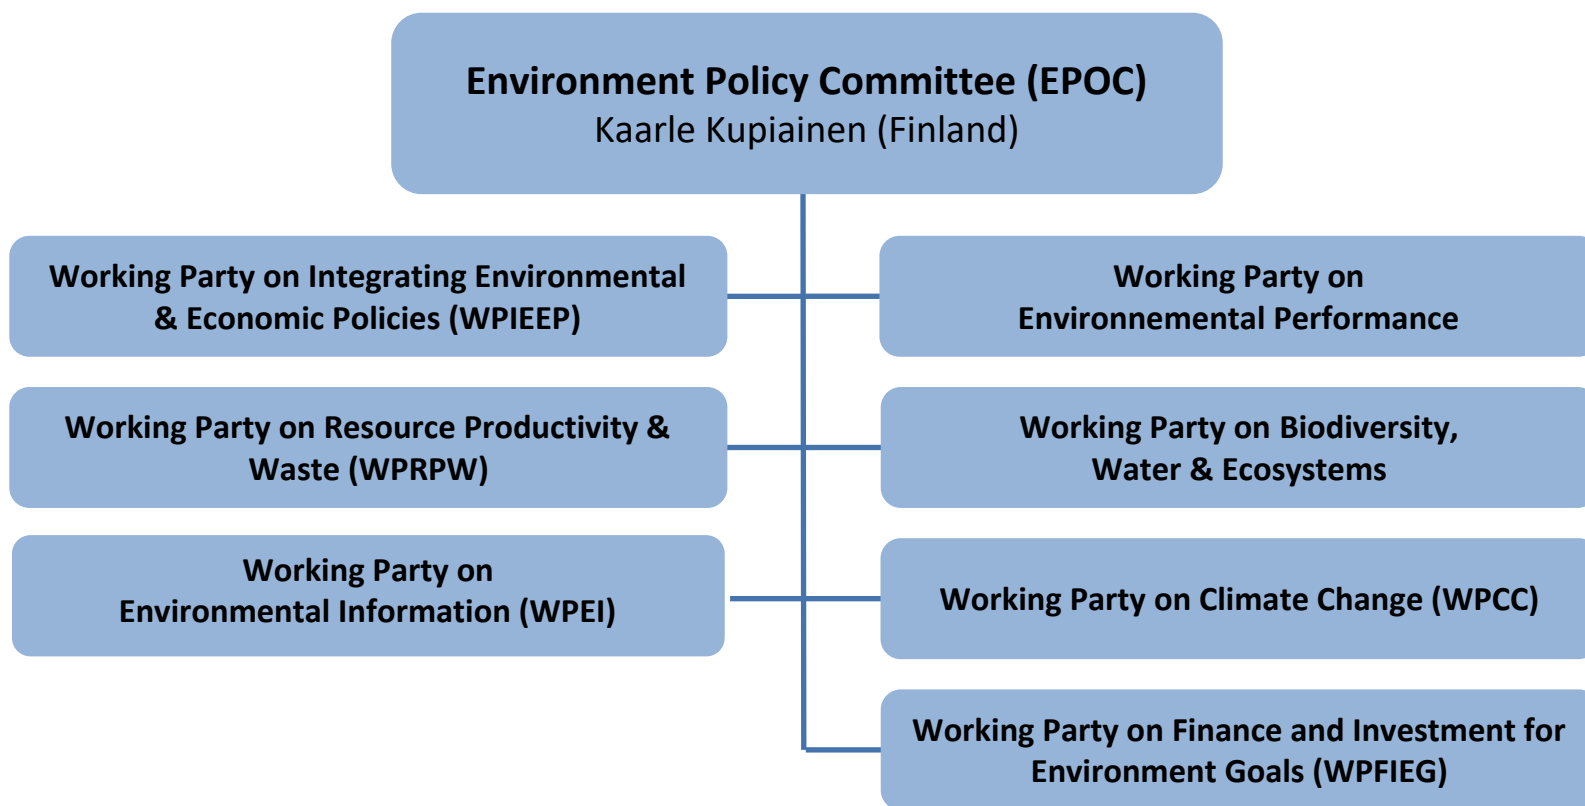 Environment Policy Committee (EPOC)
Kaarle Kupiainen (Finland)
Working Party on Integrating Environmental
& Economic Policies (WPIEEP)
Working Party on
Environnemental Performance
Working Party on Resource Productivity &
Waste (WPRPW)
Working Party on Biodiversity,
Water & Ecosystems
Working Party on
Environmental Information (WPEI)
Working Party on Climate Change (WPCC)
Working Party on Finance and Investment for
Environment Goals (WPFIEG)